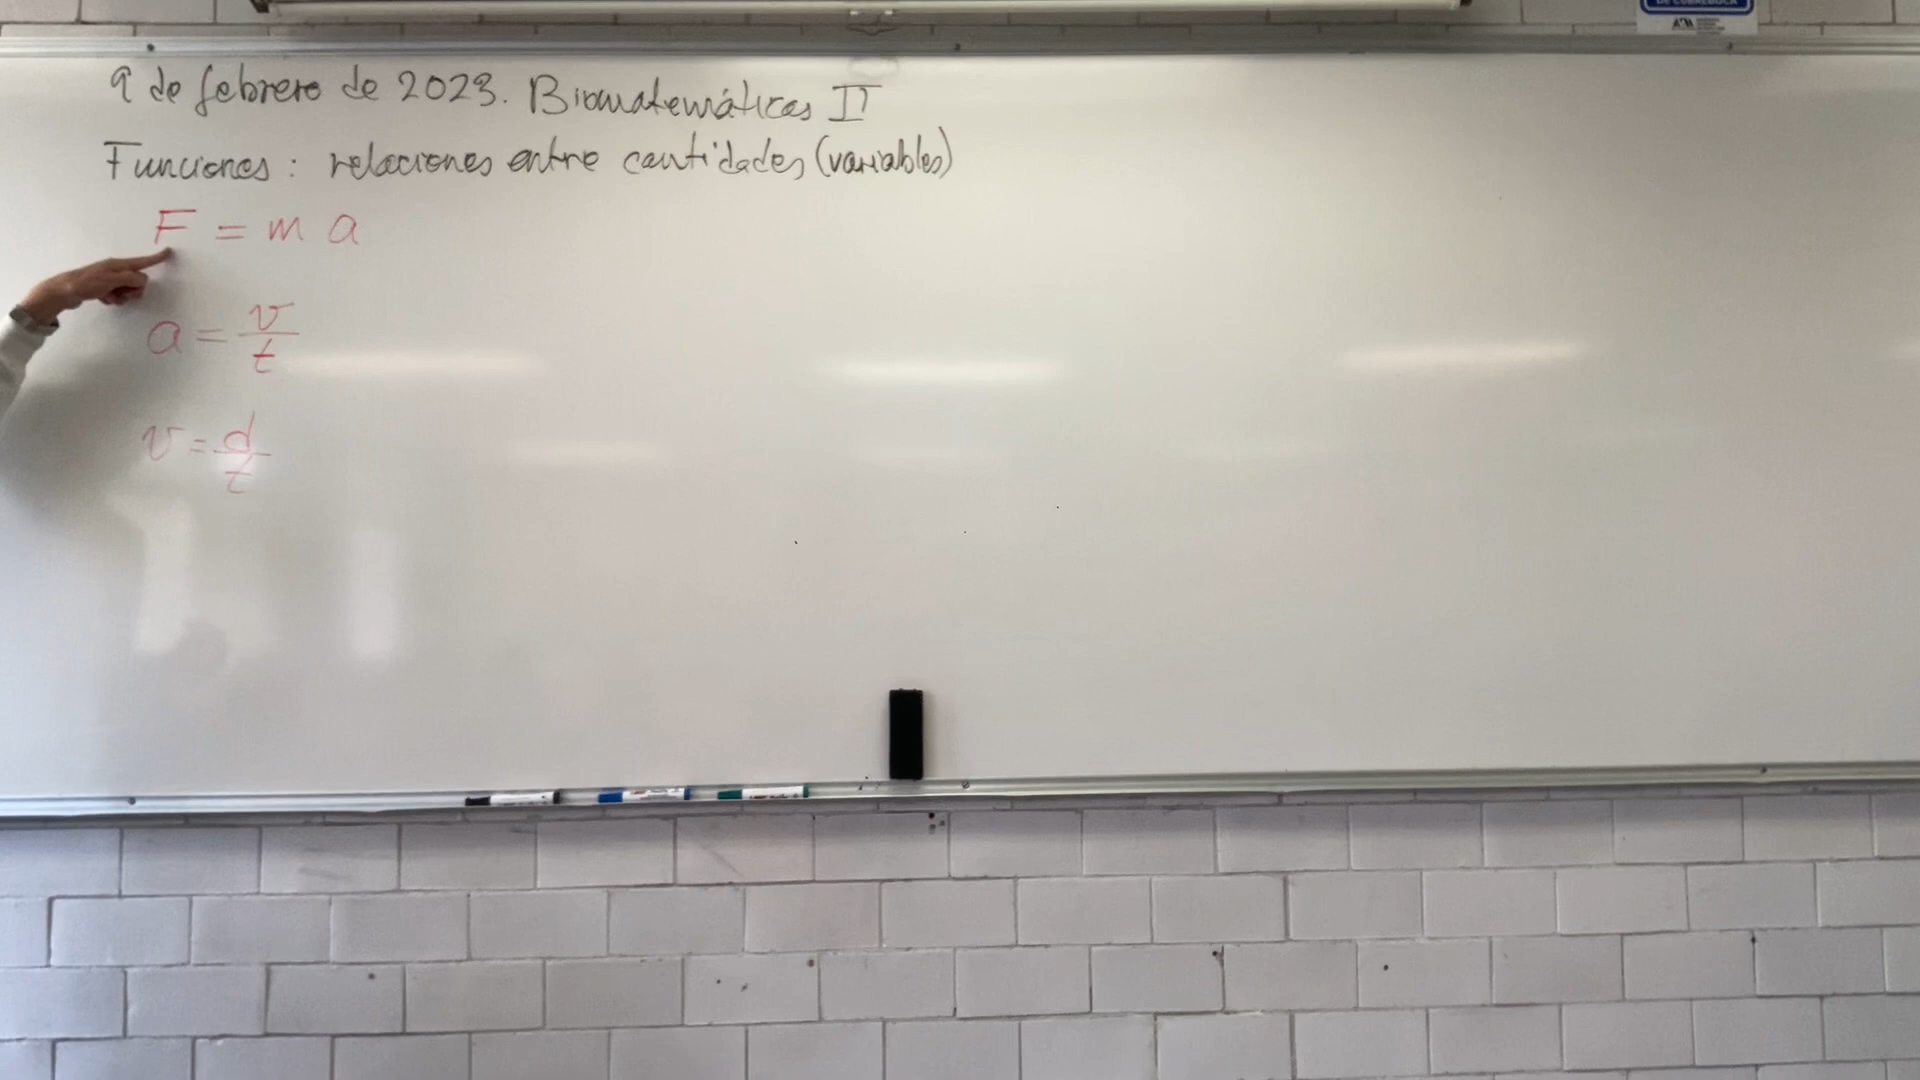 9 de febrero de 2023. Biomatemáticas II
Funciones: relaciones entre cantidades (variables)
F = m a
a = v/t
v = d/t